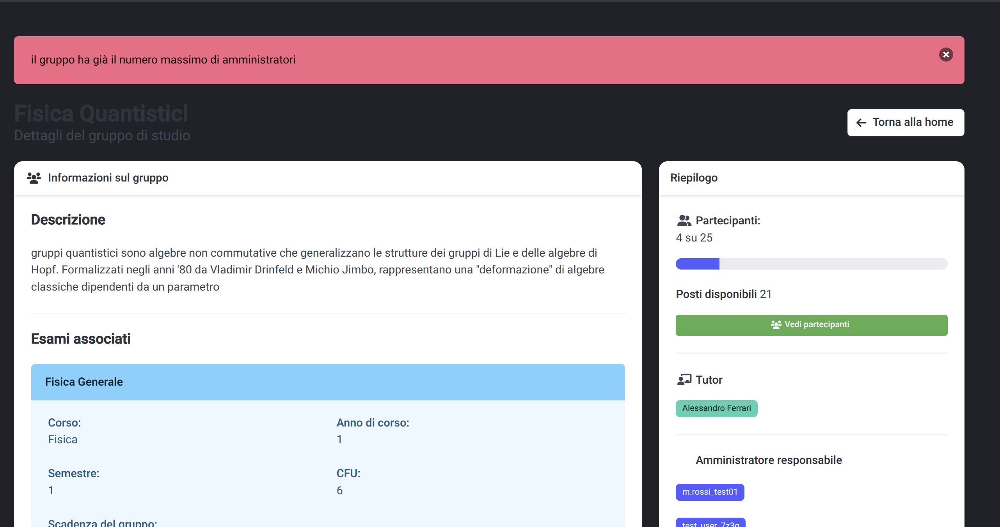 il gruppo ha già il numero massimo di amministratori
Fisica Quantisticl
Dettagli del gruppo di studio
Torna alla home
Informazioni sul gruppo
Descrizione
gruppi quantistici sono algebre non commutative che generalizzano le strutture dei gruppi di Lie e delle algebre di
Hopf. Formalizzati negli anni '80 da Vladimir Drinfeld e Michio Jimbo, rappresentano una "deformazione" di algebre
classiche dipendenti da un parametro
Esami associati
Fisica Generale
Corso:
Fisica
Anno di corso:
1
Semestre:
1
CFU:
6
Scadenza del gruppo:
Riepilogo
Partecipanti:
4 su 25
Posti disponibili 21
Vedi partecipanti
Tutor
Alessandro Ferrari
Amministratore responsabile
m.rossi_test01